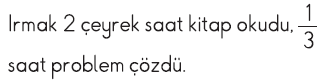 Irmak 2 çeyrek saat kitap okudu, 1/3
saat problem çözdü.